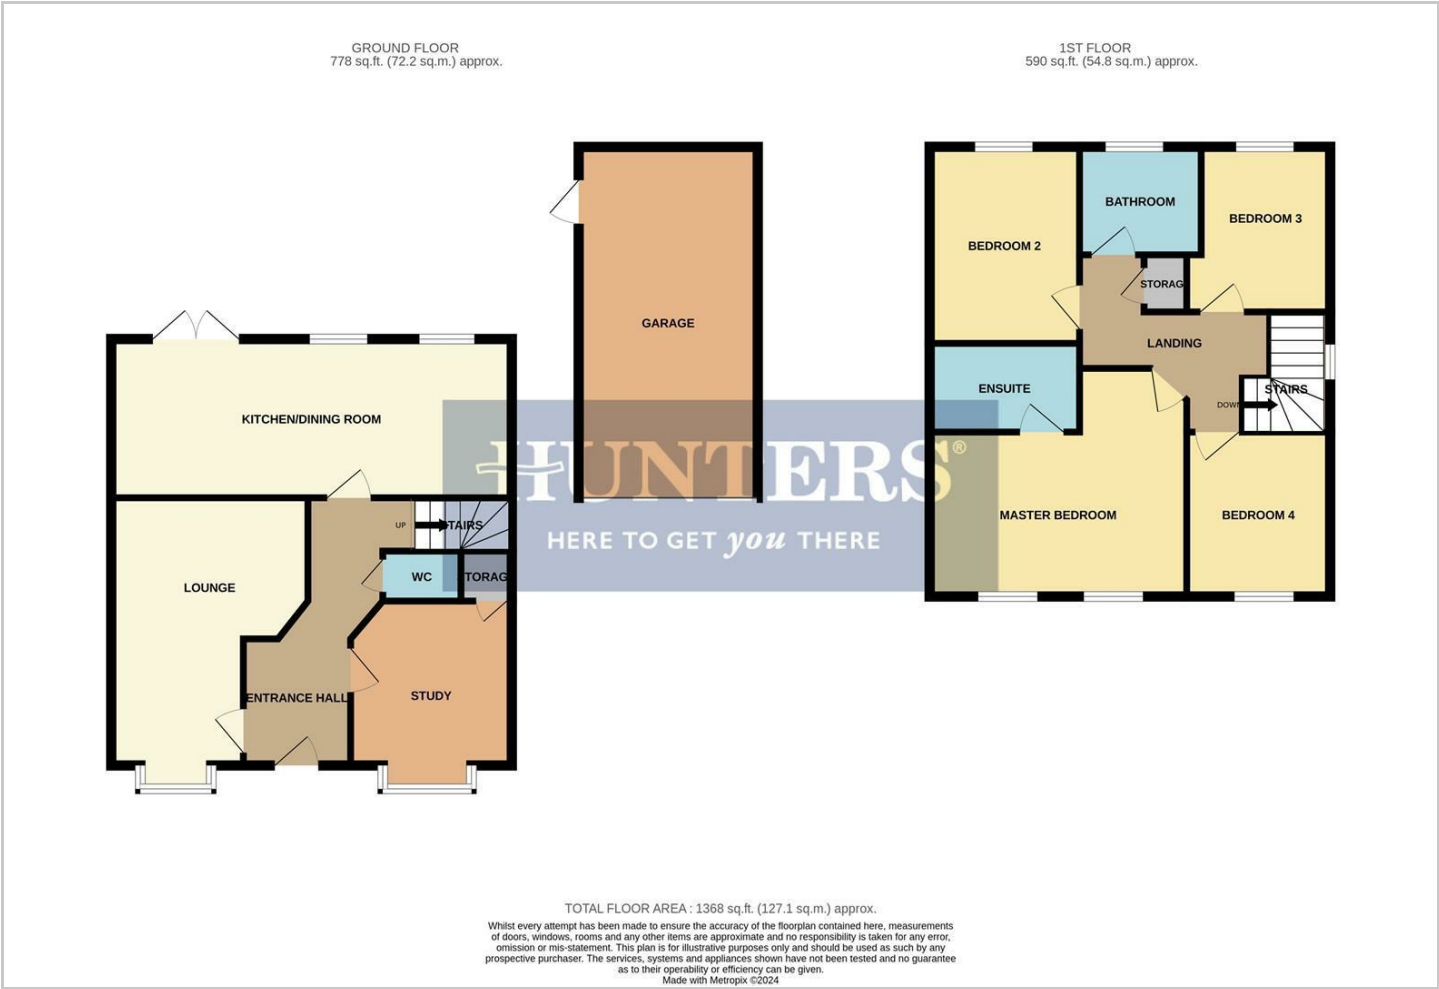 GROUND FLOOR
778 sq.ft. (72.2 sq.m.) approx.
1ST FLOOR
590 sq.ft. (54.8 sq.m.) approx.
BATHROOM
BEDROOM 3
BEDROOM 2
STORAG
GARAGE
LANDING
ENSUITE
STAIRS
DOWN
KITCHEN/DINING ROOM
HUNTERS®
HERE TO GET you THERE
MASTER BEDROOM
BEDROOM 4
UP
STAIRS
WC
TORAG
LOUNGE
STUDY
ENTRANCE HALL
TOTAL FLOOR AREA : 1368 sq.ft. (127.1 sq.m.) approx.
Whilst every attempt has been made to ensure the accuracy of the floorplan contained here, measurements
of doors, windows, rooms and any other items are approximate and no responsibility is taken for any error,
omission or mis-statement. This plan is for illustrative purposes only and should be used as such by any
prospective purchaser. The services, systems and appliances shown have not been tested and no guarantee
as to their operability or efficiency can be given.
Made with Metropix ©2024